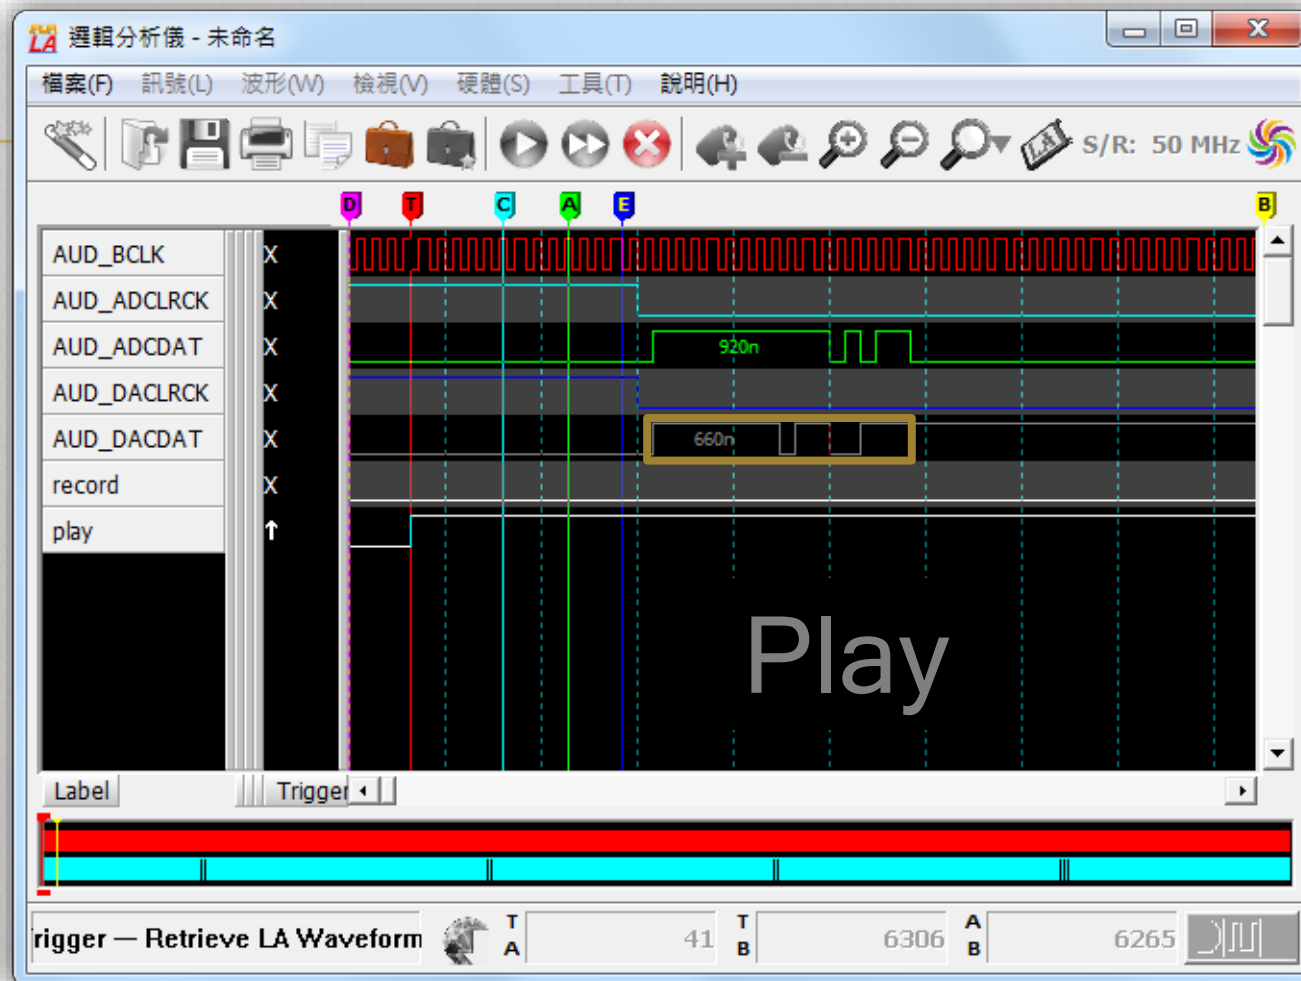 LA 邏輯分析儀 - 未命名
檔案(F) 訊號(L) 波形(W) 檢視(V) 硬體(S) 工具(T) 說明(H)
LA S/R: 50 MHz
D T C A E B
AUD_BCLK X
AUD_ADCLRCK X
AUD_ADCDAT X 920n
AUD_DACLRCK X
AUD_DACDAT X 660n
record X
play ↑
Play
Label Trigger
rigger — Retrieve LA Waveform T A 41 T B 6306 A B 6265